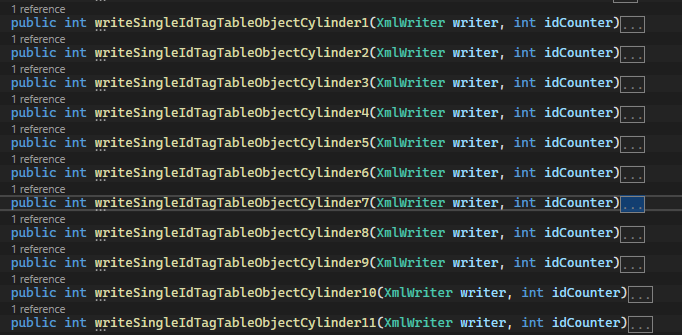 1 reference
public int writeSingleIdTagTableObjectCylinder1(XmlWriter writer, int idCounter)...
1 reference
public int writeSingleIdTagTableObjectCylinder2(XmlWriter writer, int idCounter)...
1 reference
public int writeSingleIdTagTableObjectCylinder3(XmlWriter writer, int idCounter)...
1 reference
public int writeSingleIdTagTableObjectCylinder4(XmlWriter writer, int idCounter)...
1 reference
public int writeSingleIdTagTableObjectCylinder5(XmlWriter writer, int idCounter)...
1 reference
public int writeSingleIdTagTableObjectCylinder6(XmlWriter writer, int idCounter)...
1 reference
public int writeSingleIdTagTableObjectCylinder7(XmlWriter writer, int idCounter)...
1 reference
public int writeSingleIdTagTableObjectCylinder8(XmlWriter writer, int idCounter)...
1 reference
public int writeSingleIdTagTableObjectCylinder9(XmlWriter writer, int idCounter)...
1 reference
public int writeSingleIdTagTableObjectCylinder10(XmlWriter writer, int idCounter)...
1 reference
public int writeSingleIdTagTableObjectCylinder11(XmlWriter writer, int idCounter)...